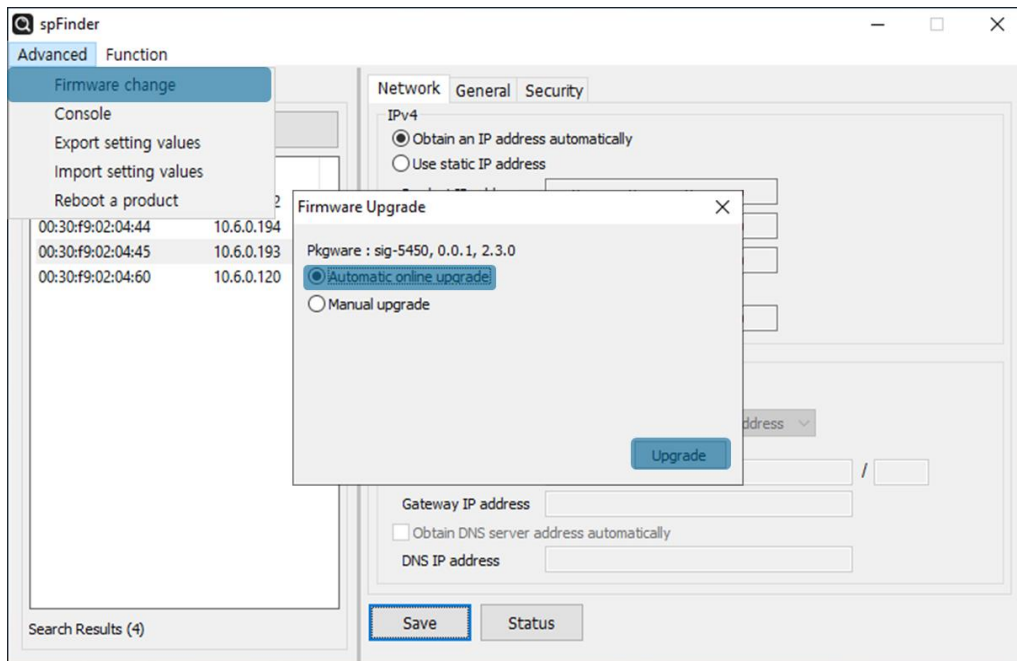 spFinder
Advanced Function
Firmware change
Console
Export setting values
Import setting values
Reboot a product
2
00:30:f9:02:04:44 10.6.0.194
00:30:f9:02:04:45 10.6.0.193
00:30:f9:02:04:60 10.6.0.120
Search Results (4)
Network General Security
IPv4
Obtain an IP address automatically
Use static IP address
Firmware Upgrade
Pkgware : sig-5450, 0.0.1, 2.3.0
Automatic online upgrade
Manual upgrade
Upgrade
ddress
/
Gateway IP address
Obtain DNS server address automatically
DNS IP address
Save Status